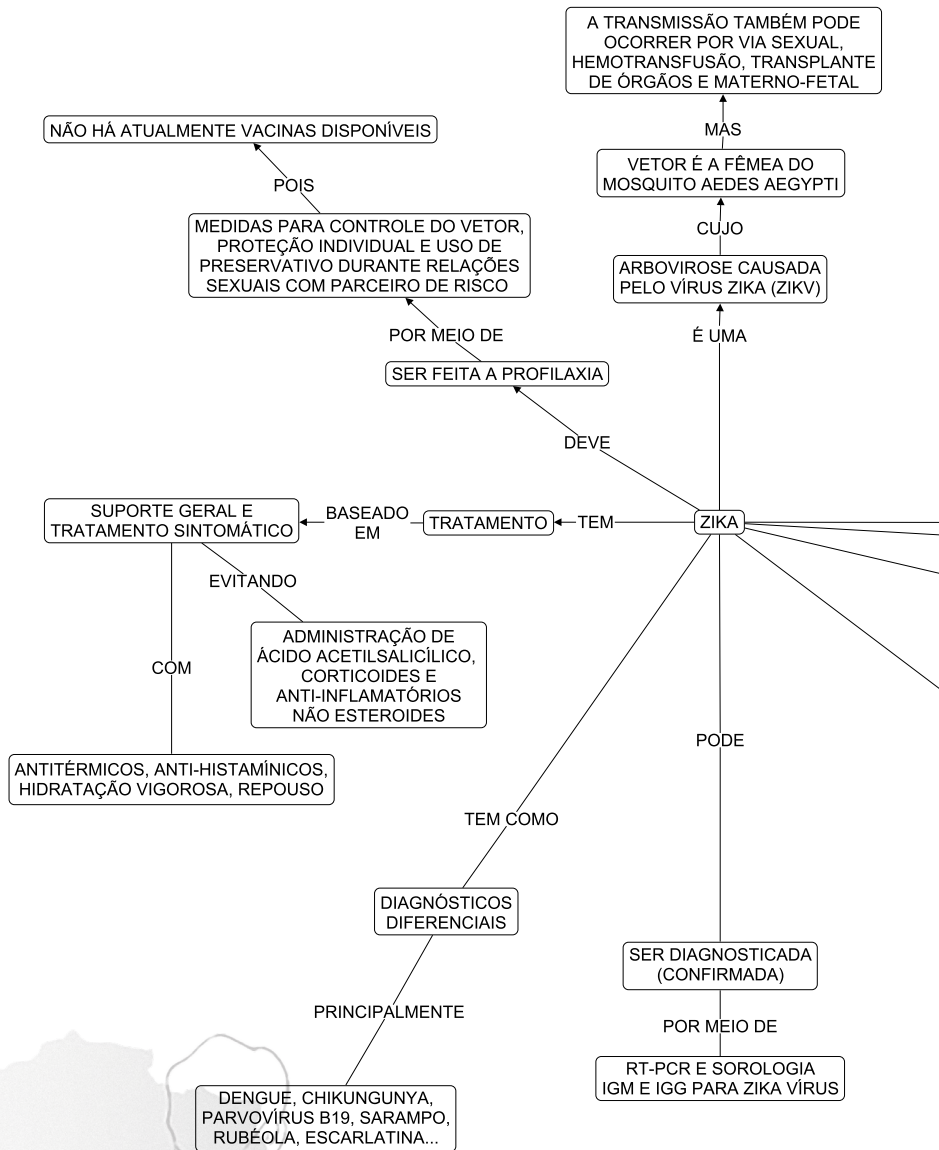 A TRANSMISSÃO TAMBÉM PODE
OCORRER POR VIA SEXUAL,
HEMOTRANSFUSÃO, TRANSPLANTE
DE ÓRGÃOS E MATERNO-FETAL
MAS
NÃO HÁ ATUALMENTE VACINAS DISPONÍVEIS
VETOR É A FÊMEA DO
MOSQUITO AEDES AEGYPTI
POIS
CUJO
MEDIDAS PARA CONTROLE DO VETOR,
PROTEÇÃO INDIVIDUAL E USO DE
PRESERVATIVO DURANTE RELAÇÕES
SEXUAIS COM PARCEIRO DE RISCO
ARBOVIROSE CAUSADA
PELO VÍRUS ZIKA (ZIKV)
POR MEIO DE
É UMA
SER FEITA A PROFILAXIA
DEVE
SUPORTE GERAL E
TRATAMENTO SINTOMÁTICO
BASEADO
EM
TRATAMENTO
TEM
ZIKA
EVITANDO
ADMINISTRAÇÃO DE
ÁCIDO ACETILSALICÍLICO,
CORTICOIDES E
ANTI-INFLAMATÓRIOS
NÃO ESTEROIDES
COM
PODE
ANTITÉRMICOS, ANTI-HISTAMÍNICOS,
HIDRATAÇÃO VIGOROSA, REPOUSO
TEM COMO
DIAGNÓSTICOS
DIFERENCIAIS
SER DIAGNOSTICADA
(CONFIRMADA)
PRINCIPALMENTE
POR MEIO DE
RT-PCR E SOROLOGIA
IGM E IGG PARA ZIKA VÍRUS
DENGUE, CHIKUNGUNYA,
PARVOVÍRUS B19, SARAMPO,
RUBÉOLA, ESCARLATINA...